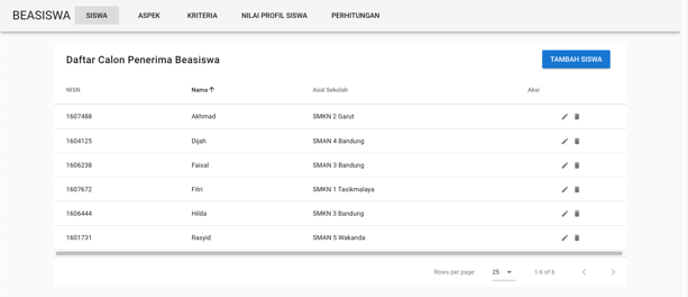 BEASISWA SISWA ASPEK KRITERIA NILAI PROFIL SISWA PERHITUNGAN
Daftar Calon Penerima Beasiswa TAMBAH SISWA
NISN Nama Asal Sekolah Aksi
1607488 Akhmad SMKN 2 Garut
1604125 Dijah SMAN 4 Bandung
1606238 Faisal SMAN 3 Bandung
1607672 Fitri SMKN 1 Tasikmalaya
1606444 Hilda SMKN 3 Bandung
1601731 Rasyid SMAN 5 Wakanda
Rows per page: 25 1-6 of 6